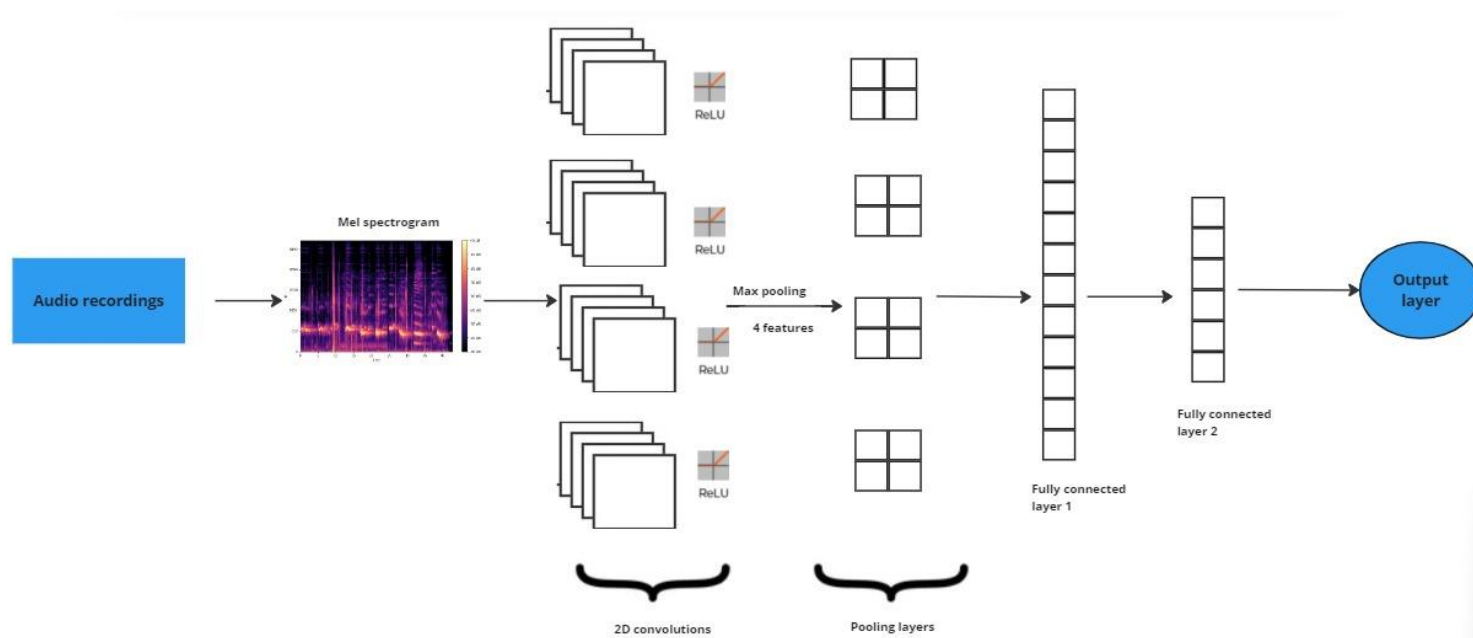 ReLU
ReLU
Mel spectrogram
Audio recordings
Max pooling
4 features
ReLU
Output
layer
Fully connected
layer 2
ReLU
Fully connected
layer 1
2D convolutions
Pooling layers